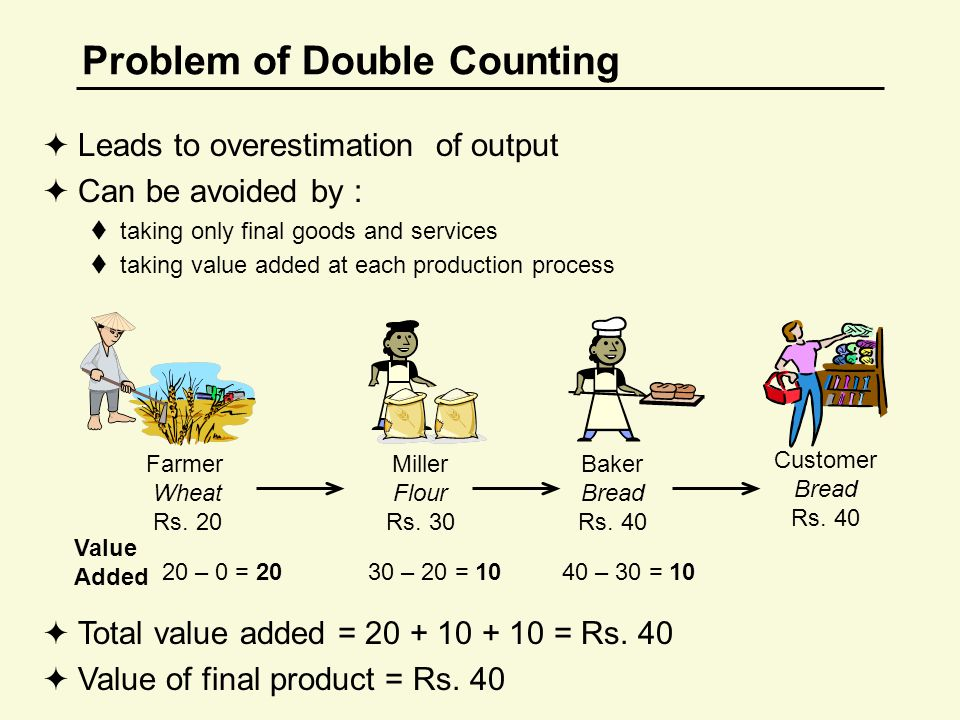 Problem of Double Counting
✦ Leads to overestimation of output
✦ Can be avoided by :
♦ taking only final goods and services
♦ taking value added at each production process
Farmer
Wheat
Rs. 20
Miller
Flour
Rs. 30
Baker
Bread
Rs. 40
Customer
Bread
Rs. 40
Value
Added
20 – 0 = 20
30 – 20 = 10
40 – 30 = 10
✦ Total value added = 20 + 10 + 10 = Rs. 40
✦ Value of final product = Rs. 40